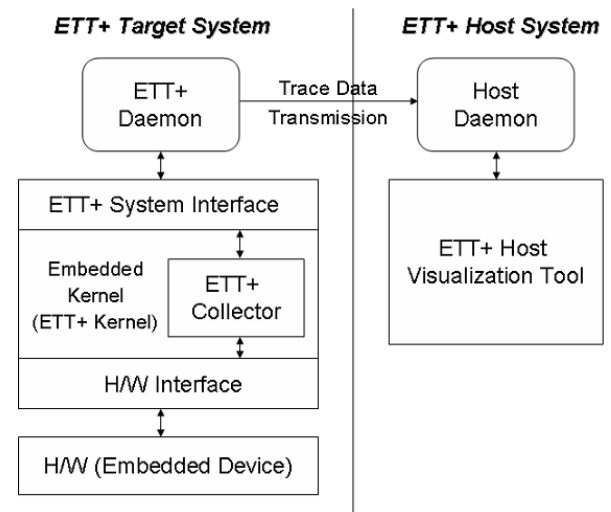 ETT+ Target System
ETT+ Host System
ETT+
Daemon
Trace Data
Transmission
Host
Daemon
ETT+ System Interface
Embedded
Kernel
(ETT+ Kernel)
ETT+
Collector
H/W Interface
H/W (Embedded Device)
ETT+ Host
Visualization Tool